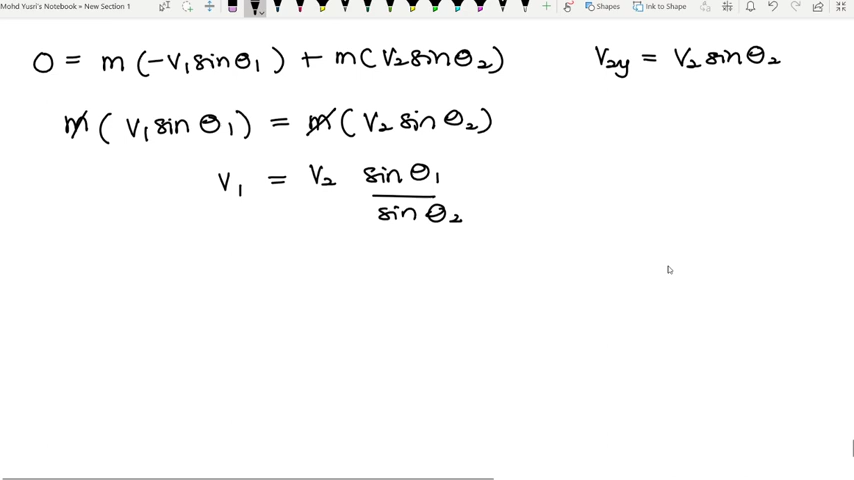 Mohd Yusri's Notebook » New Section 1
Shapes
Ink to Shape
0 = m(-v₁sinθ₁) + m(v₂sinθ₂)
v₂y = v₂sinθ₂
m(v₁sinθ₁) = m(v₂sinθ₂)
v₁ = v₂ sinθ₁
sinθ₂